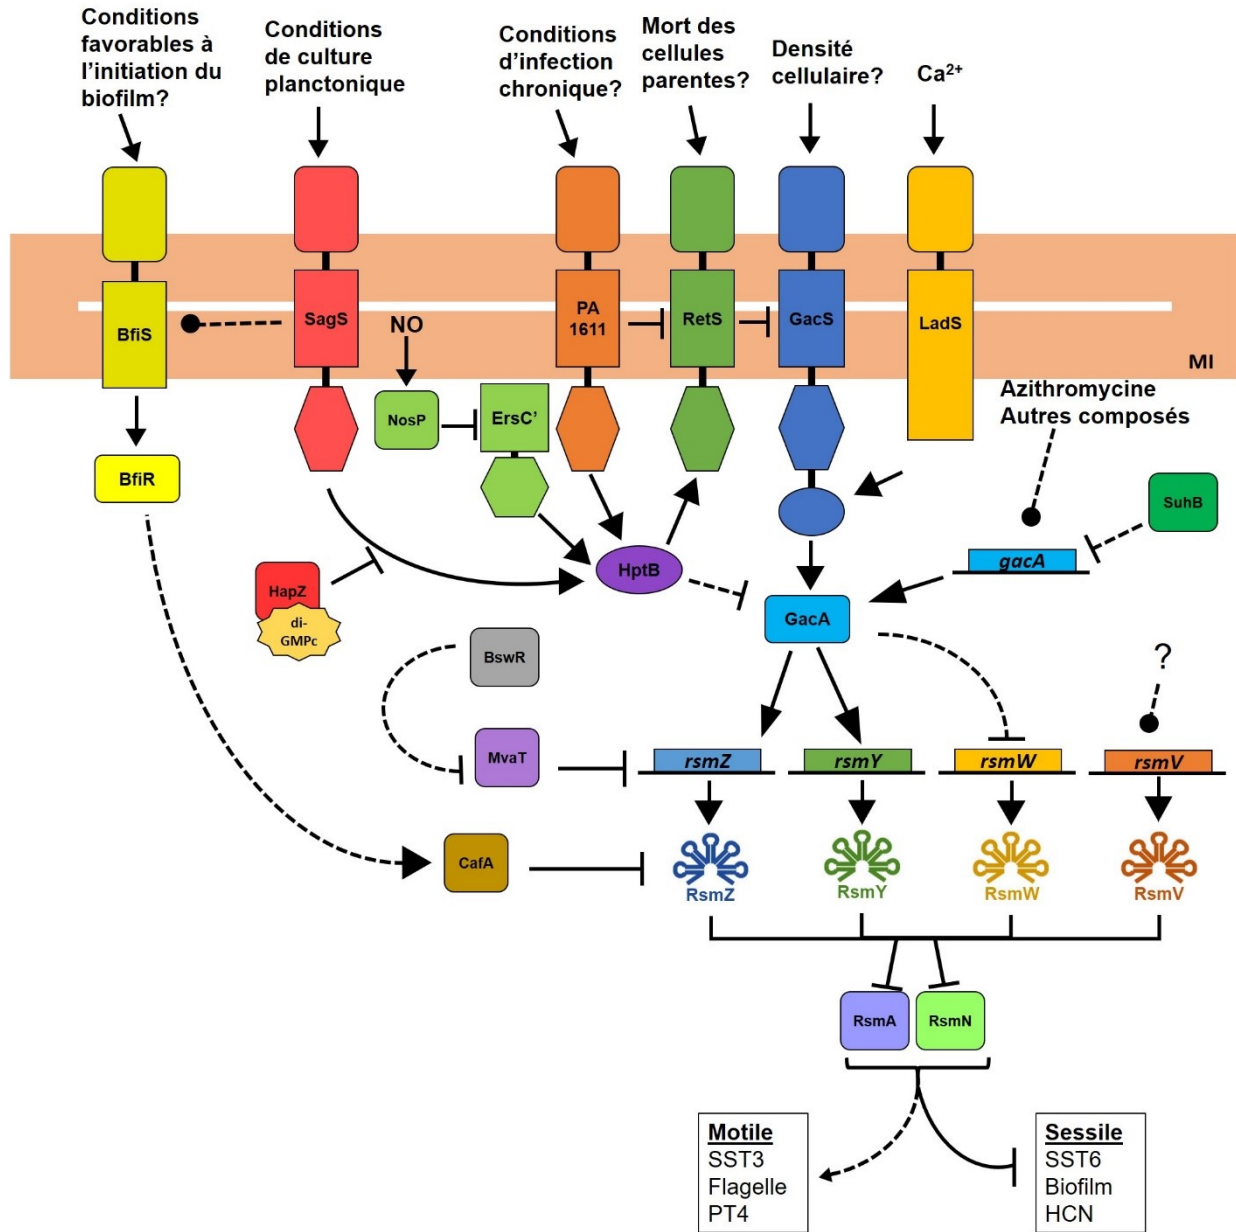 Conditions
favorables à
l'initiation du
biofilm?
Conditions
de culture
planctonique
Conditions
d'infection
chronique?
Mort des
cellules
parentes?
Densité
cellulaire?
Ca²⁺
BfiS
SagS
NO
PA
1611
RetS
GacS
LadS
MI
NosP
ErsC'
Azithromycine
Autres composés
BfiR
SuhB
HapZ
di-
GMPc
HptB
gacA
GacA
BswR
?
MvaT
rsmZ
rsmY
rsmW
rsmV
CafA
RsmZ
RsmY
RsmW
RsmV
RsmA
RsmN
Motile
SST3
Flagelle
PT4
Sessile
SST6
Biofilm
HCN